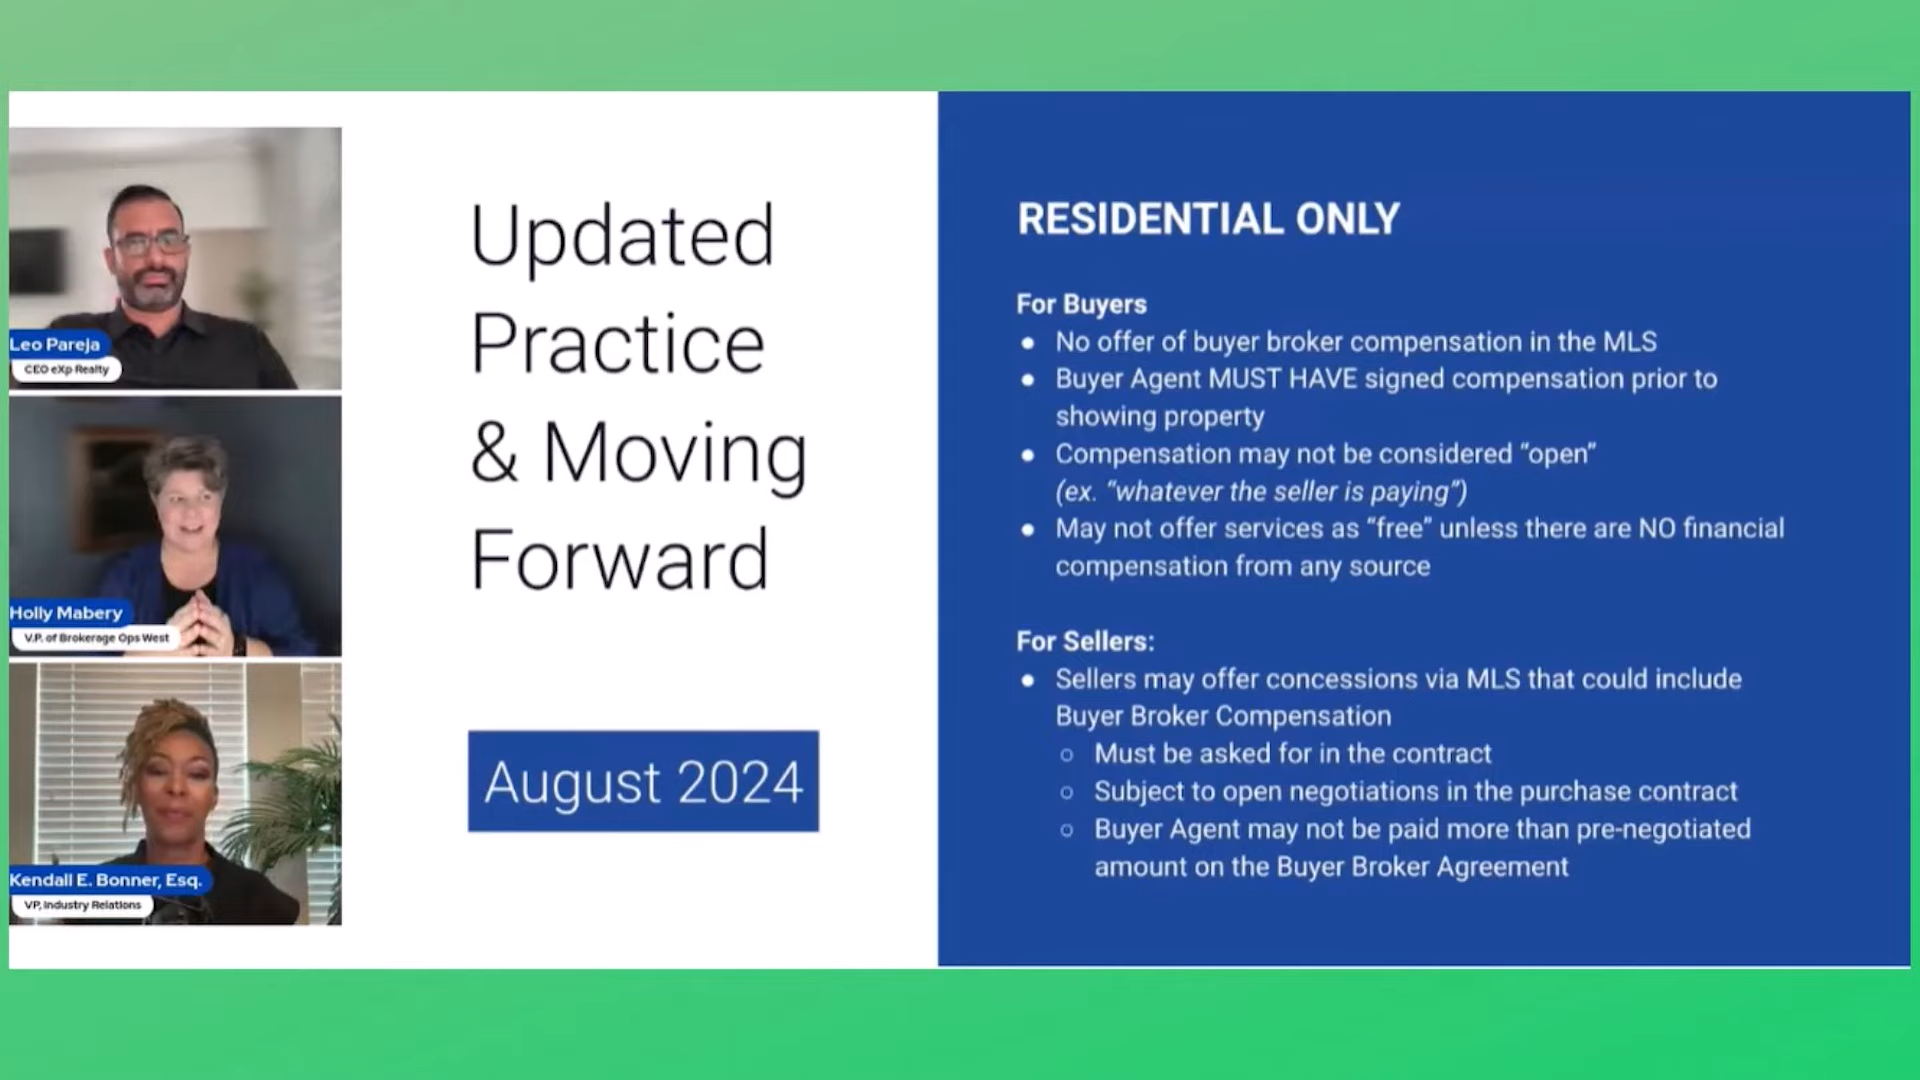 Leo Pareja
CEO eXp Realty
Holly Mabery
V.P. of Brokerage Ops West
Kendall E. Bonner, Esq.
VP, Industry Relations
Updated
Practice
& Moving
Forward
August 2024
RESIDENTIAL ONLY
For Buyers
● No offer of buyer broker compensation in the MLS
● Buyer Agent MUST HAVE signed compensation prior to
showing property
● Compensation may not be considered “open”
(ex. “whatever the seller is paying”)
● May not offer services as “free” unless there are NO financial
compensation from any source
For Sellers:
● Sellers may offer concessions via MLS that could include
Buyer Broker Compensation
○ Must be asked for in the contract
○ Subject to open negotiations in the purchase contract
○ Buyer Agent may not be paid more than pre-negotiated
amount on the Buyer Broker Agreement